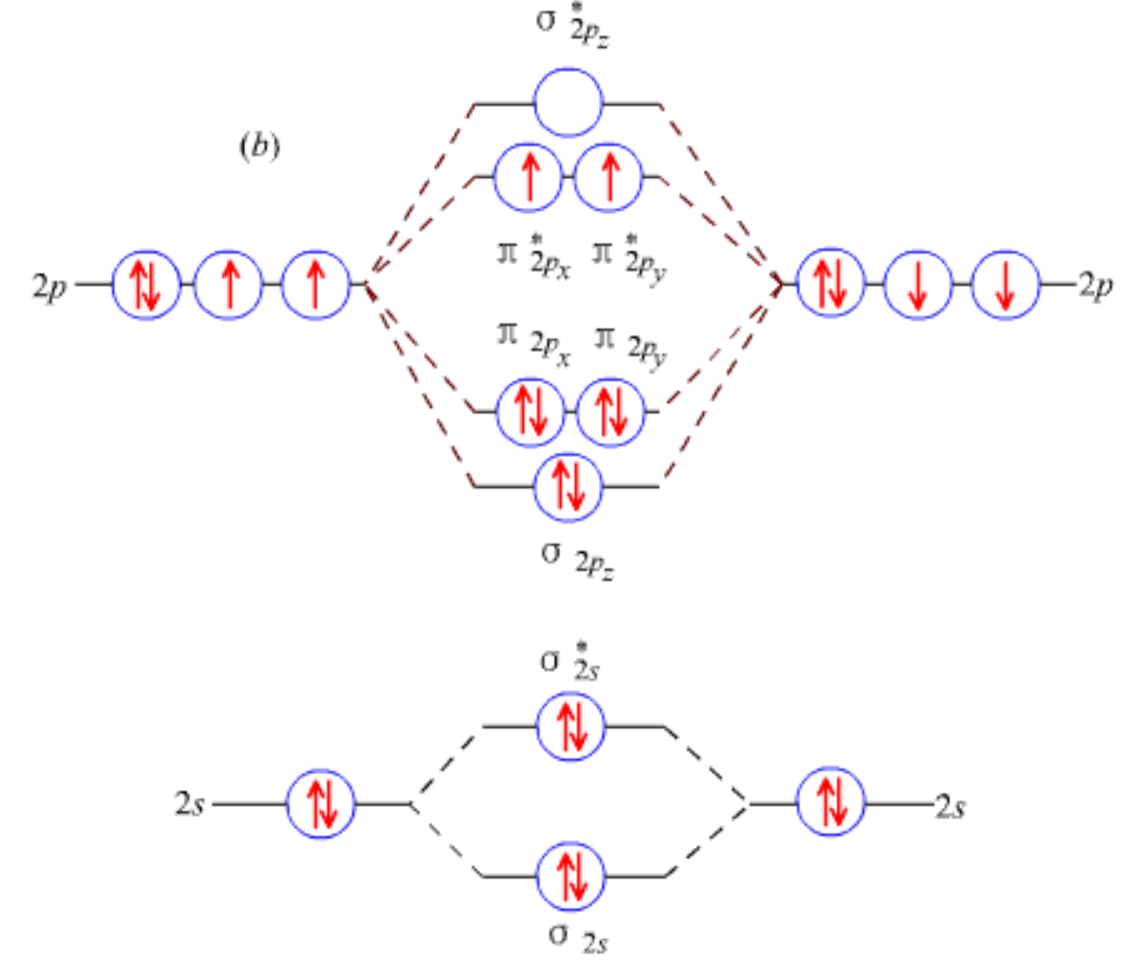 σ *2pz
(b)
π *2px π *2py
2p 2p
π 2px π 2py
σ 2pz
σ *2s
2s 2s
σ 2s